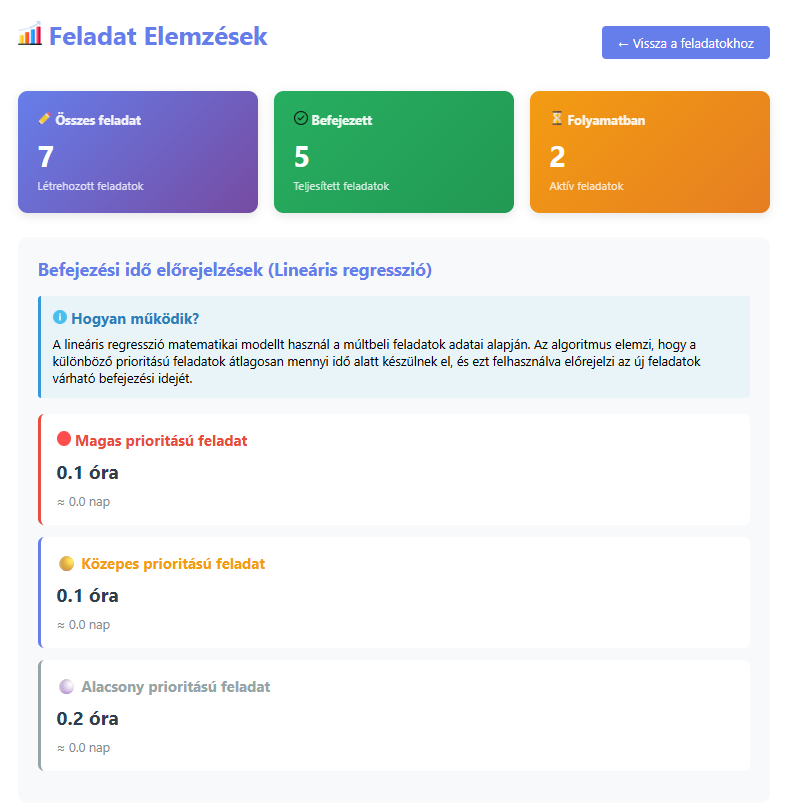 Feladat Elemzések
← Vissza a feladatokhoz
Összes feladat
7
Létrehozott feladatok
Befejezett
5
Teljesített feladatok
Folyamatban
2
Aktív feladatok
Befejezési idő előrejelzések (Lineáris regresszió)
Hogyan működik?
A lineáris regresszió matematikai modellt használ a múltbeli feladatok adatai alapján. Az algoritmus elemzi, hogy a
különböző prioritású feladatok átlagosan mennyi idő alatt készülnek el, és ezt felhasználva előrejelzi az új feladatok
várható befejezési idejét.
Magas prioritású feladat
0.1 óra
≈ 0.0 nap
Közepes prioritású feladat
0.1 óra
≈ 0.0 nap
Alacsony prioritású feladat
0.2 óra
≈ 0.0 nap